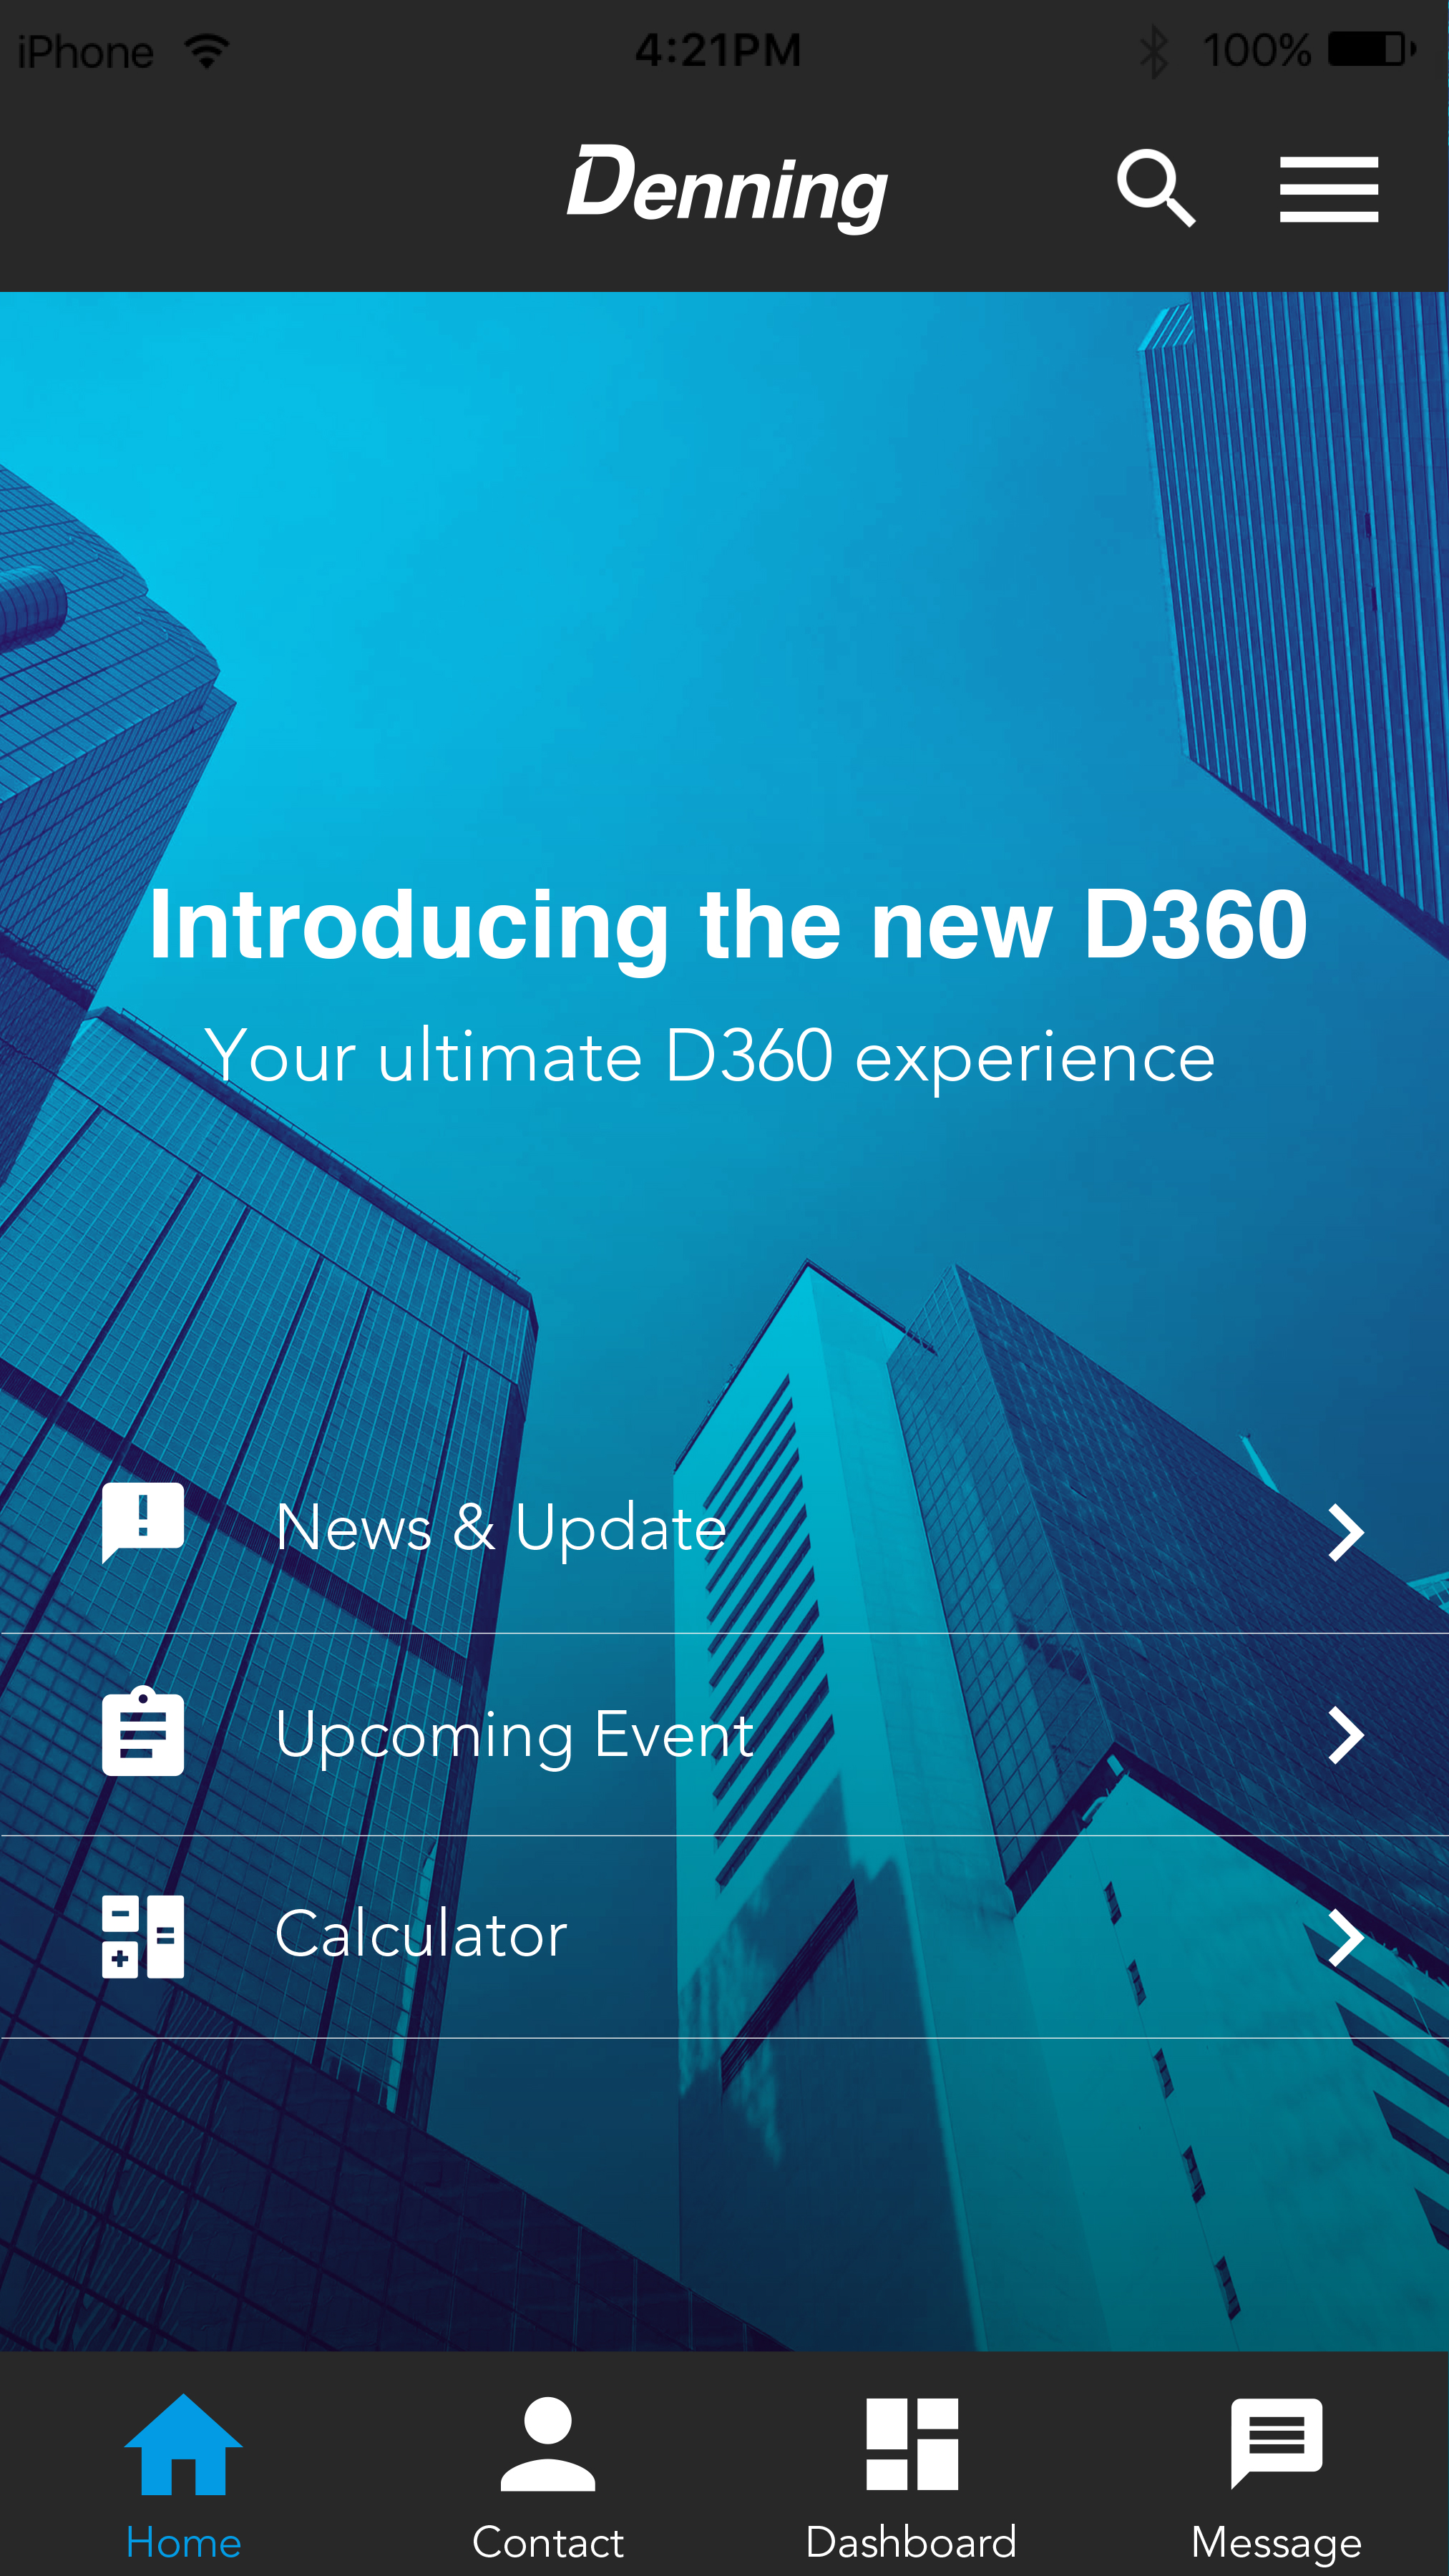 iPhone 4:21PM 100%
Denning
Introducing the new D360
Your ultimate D360 experience
News & Update
Upcoming Event
Calculator
Home Contact Dashboard Message